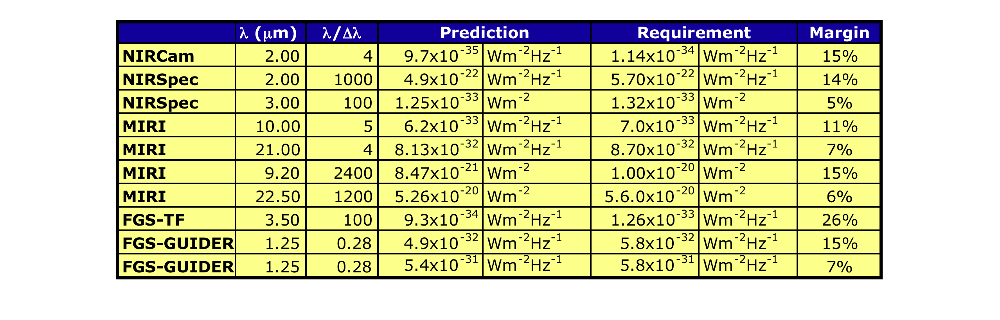 λ (μm) λ/Δλ Prediction Requirement Margin
NIRCam 2.00 4 9.7x10⁻³⁵ Wm⁻²Hz⁻¹ 1.14x10⁻³⁴ Wm⁻²Hz⁻¹ 15%
NIRSpec 2.00 1000 4.9x10⁻²² Wm⁻²Hz⁻¹ 5.70x10⁻²² Wm⁻²Hz⁻¹ 14%
NIRSpec 3.00 100 1.25x10⁻³³ Wm⁻² 1.32x10⁻³³ Wm⁻² 5%
MIRI 10.00 5 6.2x10⁻³³ Wm⁻²Hz⁻¹ 7.0x10⁻³³ Wm⁻²Hz⁻¹ 11%
MIRI 21.00 4 8.13x10⁻³² Wm⁻²Hz⁻¹ 8.70x10⁻³² Wm⁻²Hz⁻¹ 7%
MIRI 9.20 2400 8.47x10⁻²¹ Wm⁻² 1.00x10⁻²⁰ Wm⁻² 15%
MIRI 22.50 1200 5.26x10⁻²⁰ Wm⁻² 5.6.0x10⁻²⁰ Wm⁻² 6%
FGS-TF 3.50 100 9.3x10⁻³⁴ Wm⁻²Hz⁻¹ 1.26x10⁻³³ Wm⁻²Hz⁻¹ 26%
FGS-GUIDER 1.25 0.28 4.9x10⁻³² Wm⁻²Hz⁻¹ 5.8x10⁻³² Wm⁻²Hz⁻¹ 15%
FGS-GUIDER 1.25 0.28 5.4x10⁻³¹ Wm⁻²Hz⁻¹ 5.8x10⁻³¹ Wm⁻²Hz⁻¹ 7%